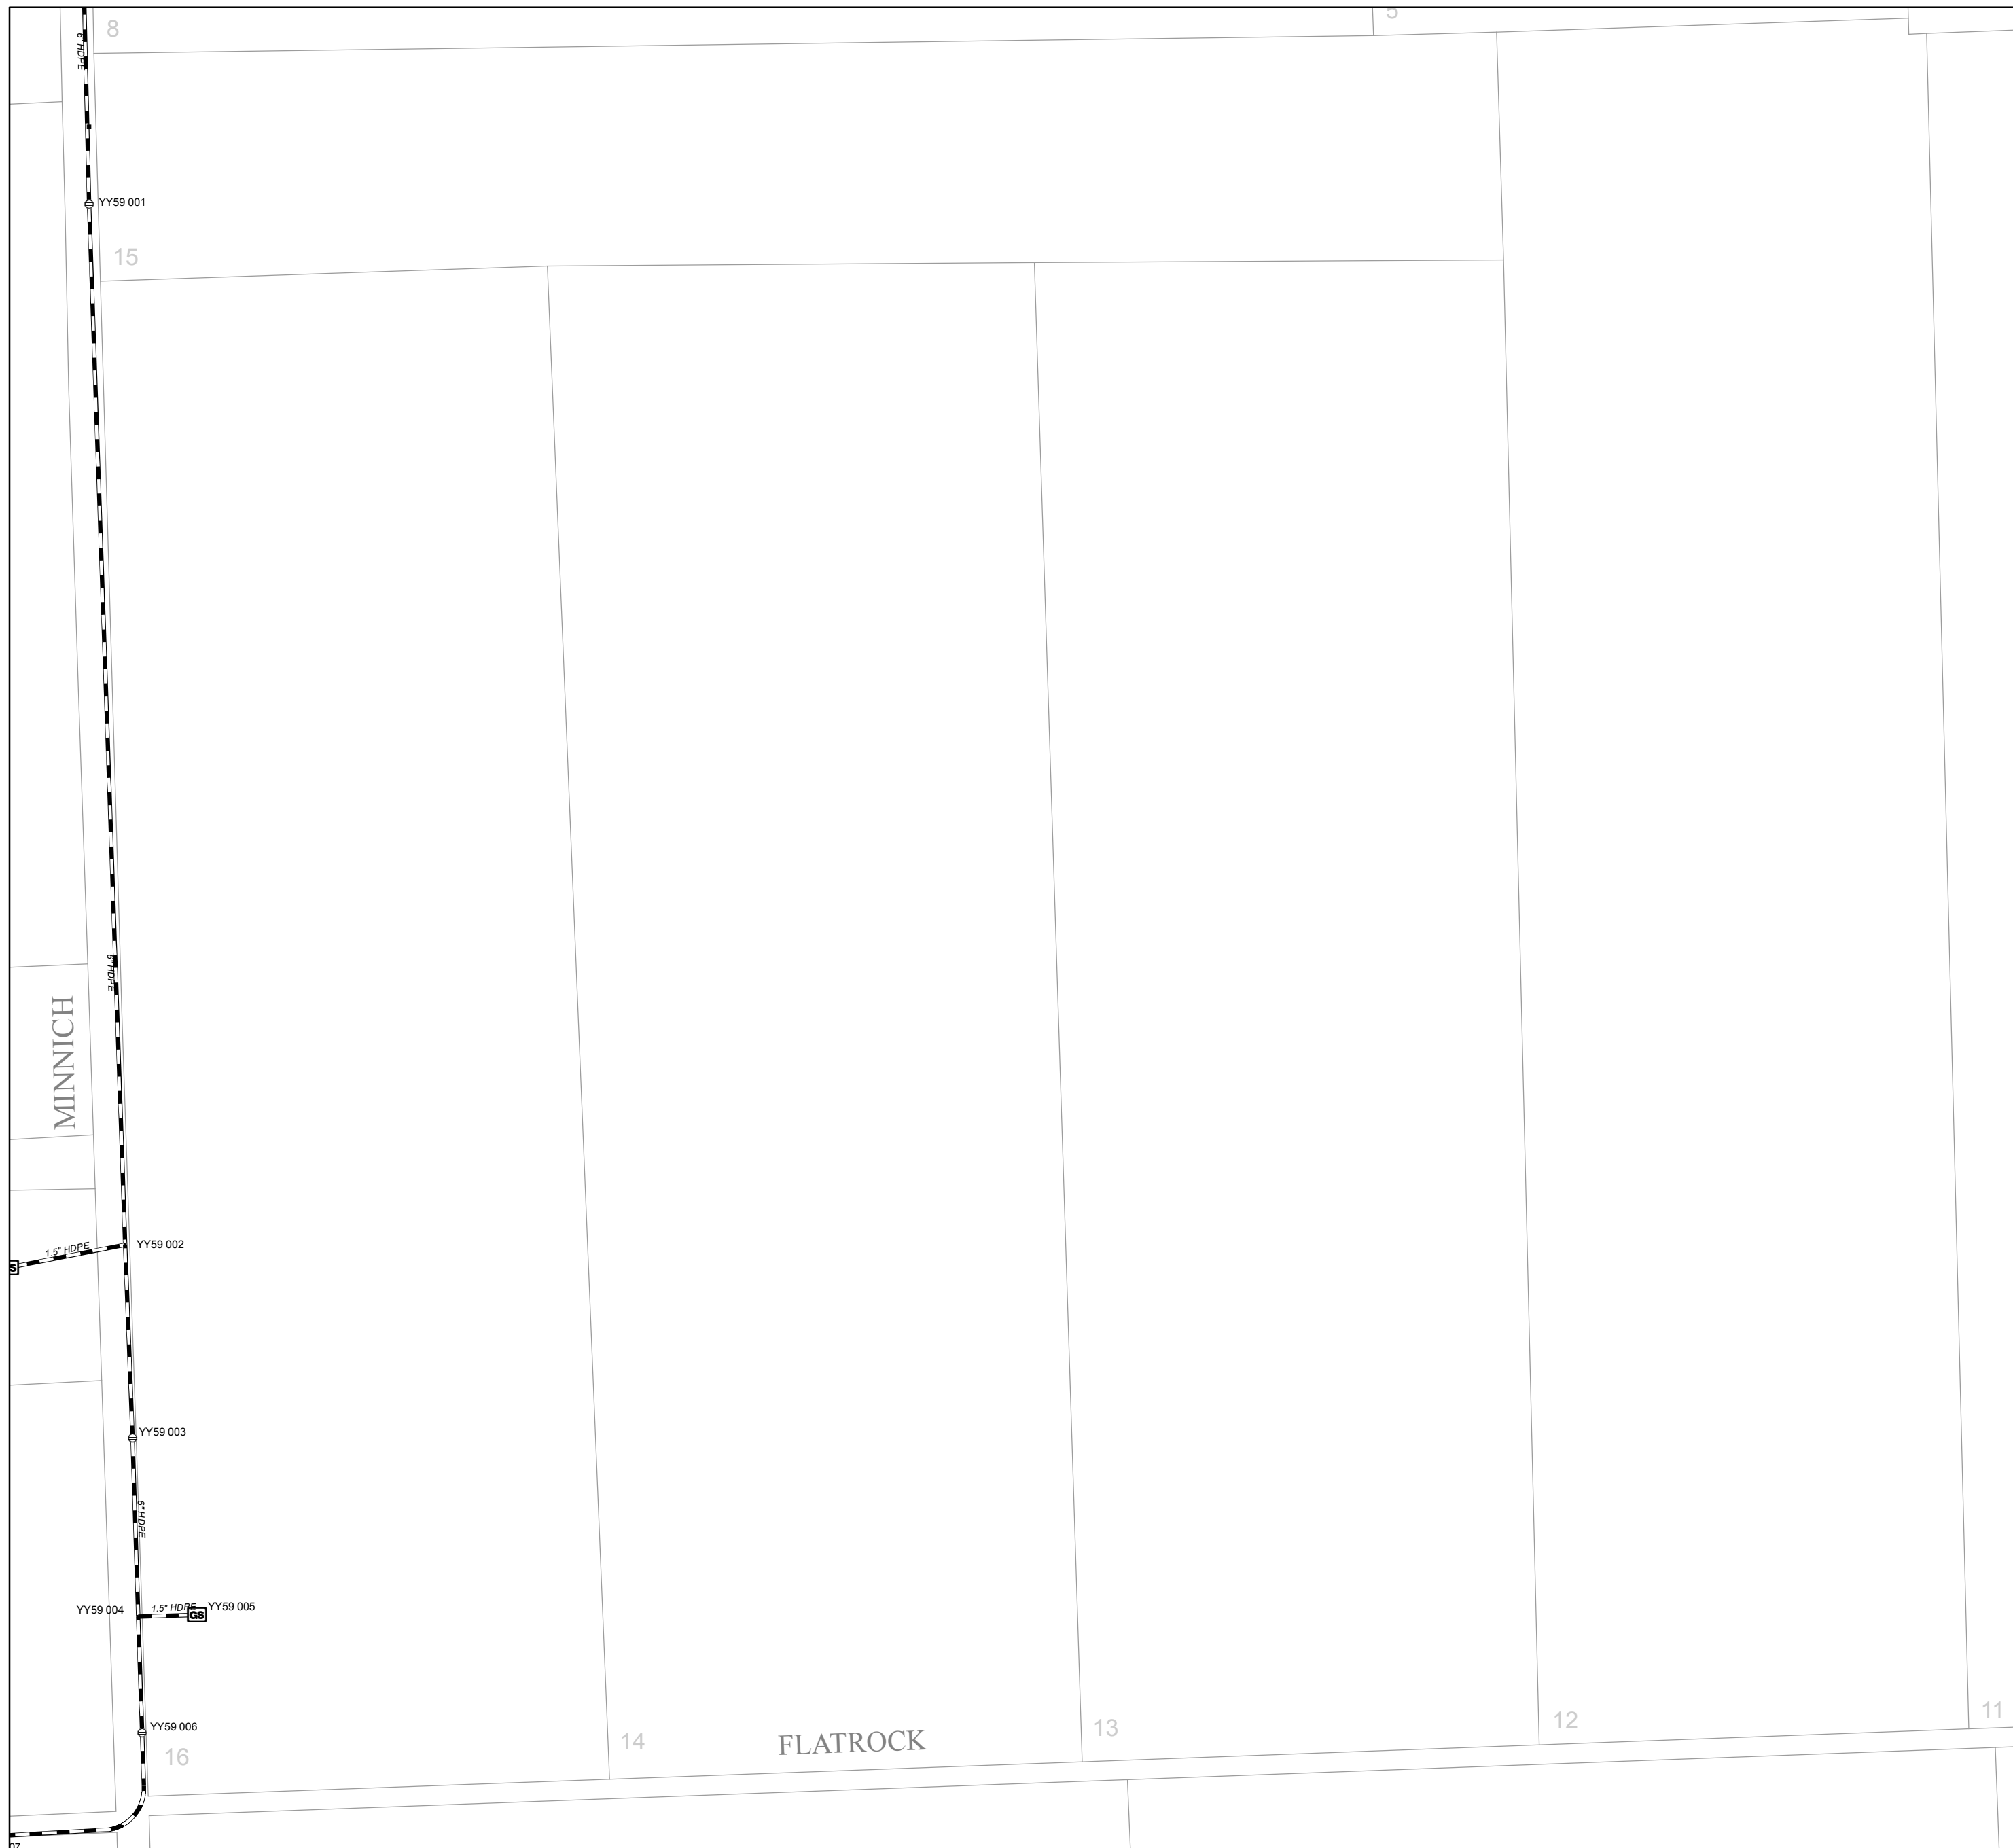 8
5
6" HDPE
YY59 001
15
6" HDPE
MINNICH
1.5" HDPE
YY59 002
S
YY59 003
6" HDPE
YY59 004
1.5" HDPE
GS
YY59 005
YY59 006
16
14
FLATROCK
13
12
11
07